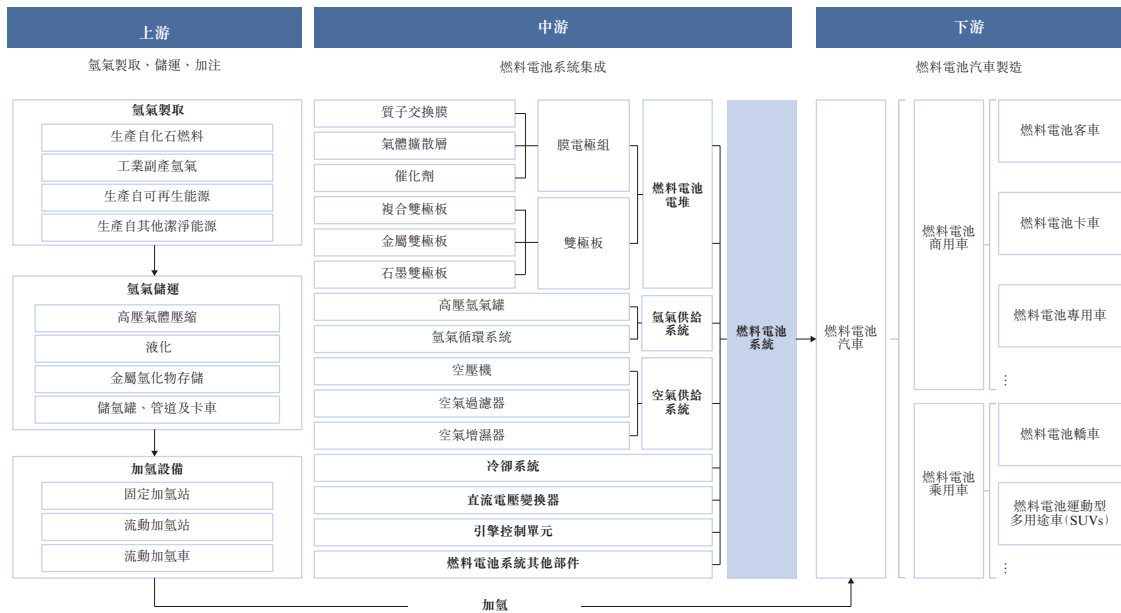 上游
氫氣製取、儲運、加注
氫氣製取
生產自化石燃料
工業副產氫氣
生產自可再生能源
生產自其他潔淨能源
氫氣儲運
高壓氣體壓縮
液化
金屬氫化物存儲
儲氫罐、管道及卡車
加氫設備
固定加氫站
流動加氫站
流動加氫車
中游
燃料電池系統集成
質子交換膜
氣體擴散層
催化劑
膜電極組
複合雙極板
金屬雙極板
石墨雙極板
雙極板
燃料電池
電堆
高壓氫氣罐
氫氣循環系統
氫氣供給
系統
空壓機
空氣過濾器
空氣增濕器
空氣供給
系統
冷卻系統
直流電壓變換器
引擎控制單元
燃料電池系統其他部件
燃料電池
系統
下游
燃料電池汽車製造
燃料電池
汽車
燃料電池
商用車
燃料電池客車
燃料電池卡車
燃料電池專用車
⋮
燃料電池
乘用車
燃料電池轎車
燃料電池運動型
多用途車(SUVs)
⋮
加氫